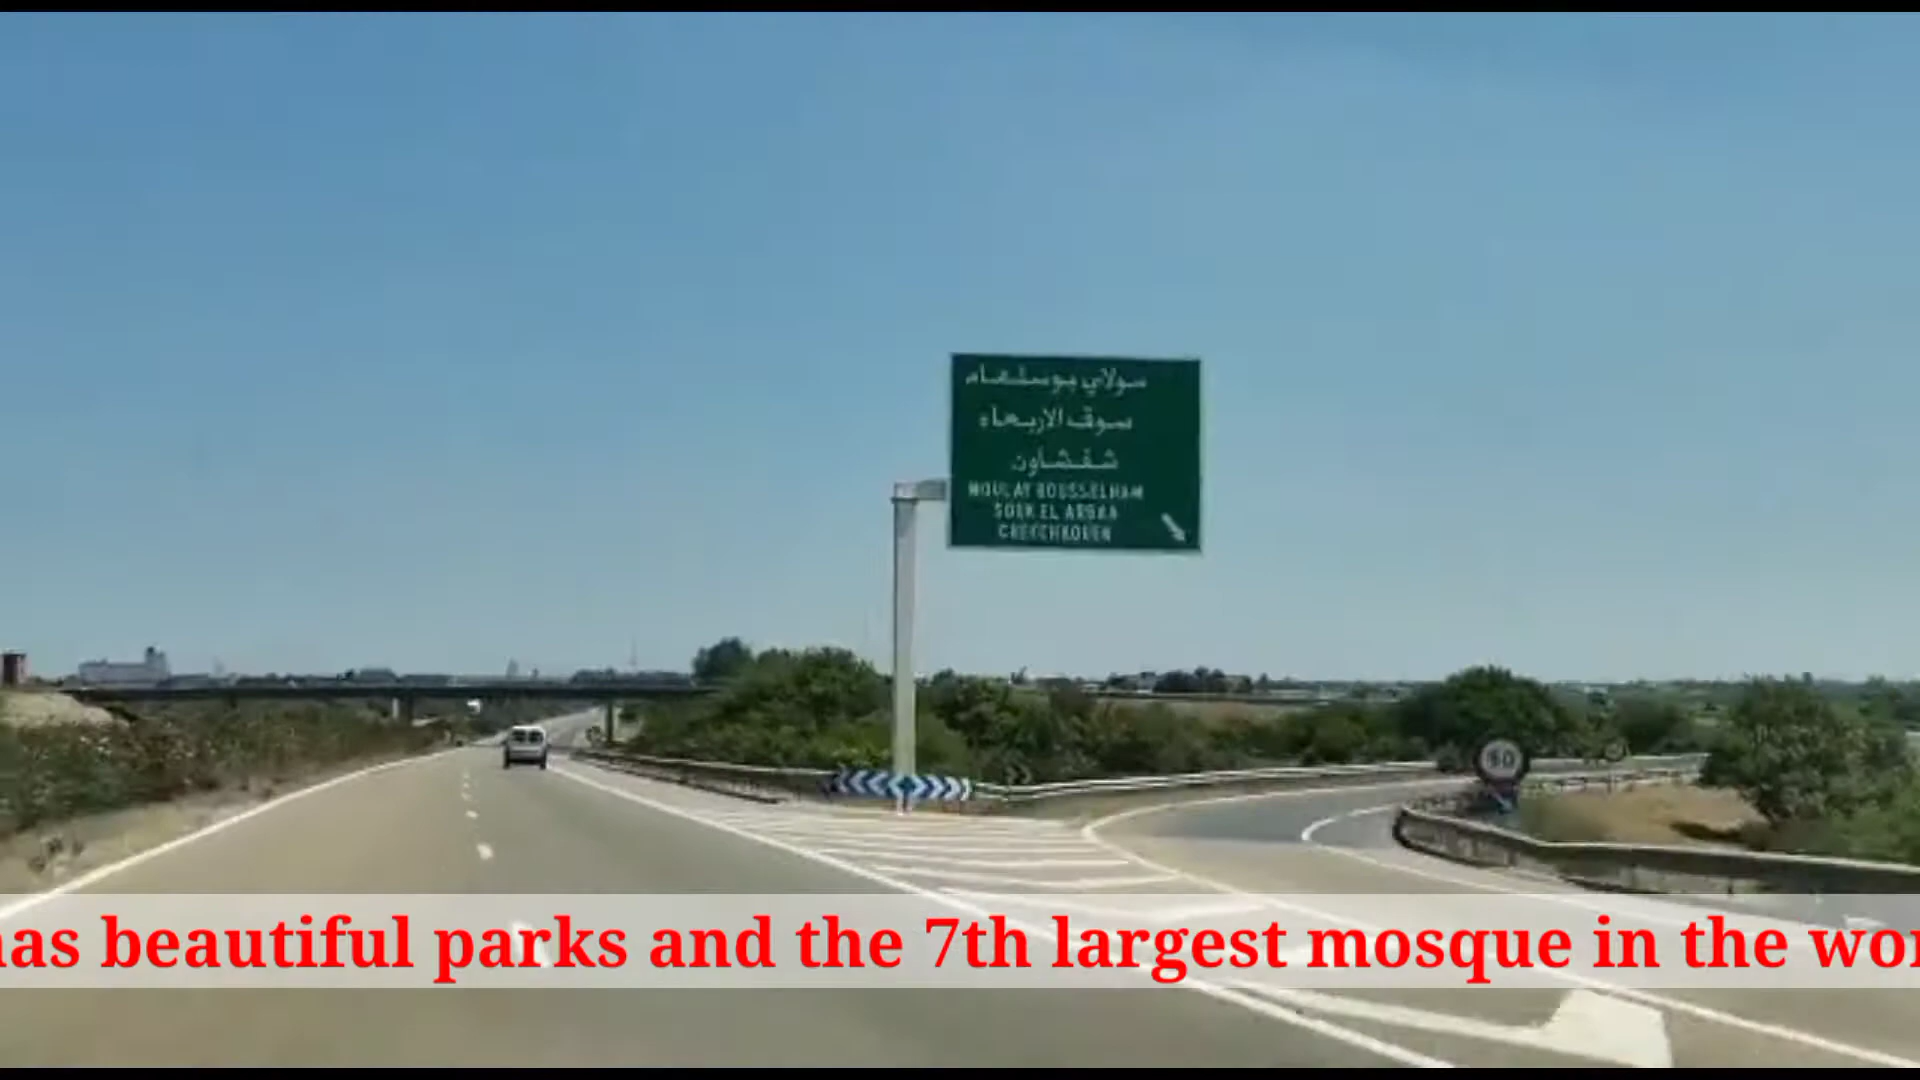 مولاي بوسلهام
سوق الاربعاء
شفشاون
MOULAY BOUSSELHAM
SOUK EL ARBAA
CHEFCHAOUEN
has beautiful parks and the 7th largest mosque in the wor